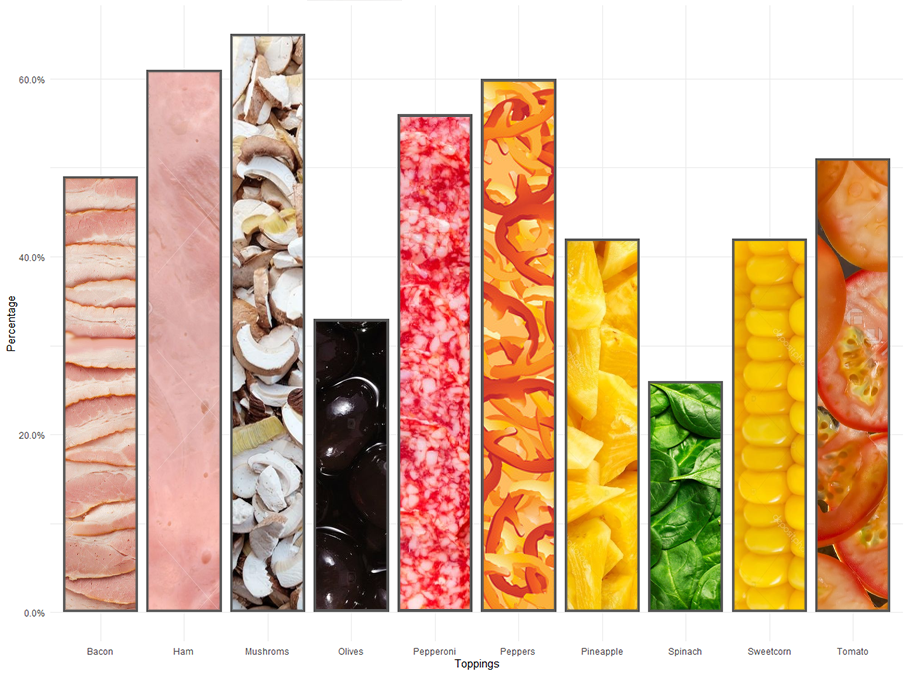 60.0%
40.0%
20.0%
0.0%
Percentage
Bacon Ham Mushroms Olives Pepperoni Peppers Pineapple Spinach Sweetcorn Tomato
Toppings